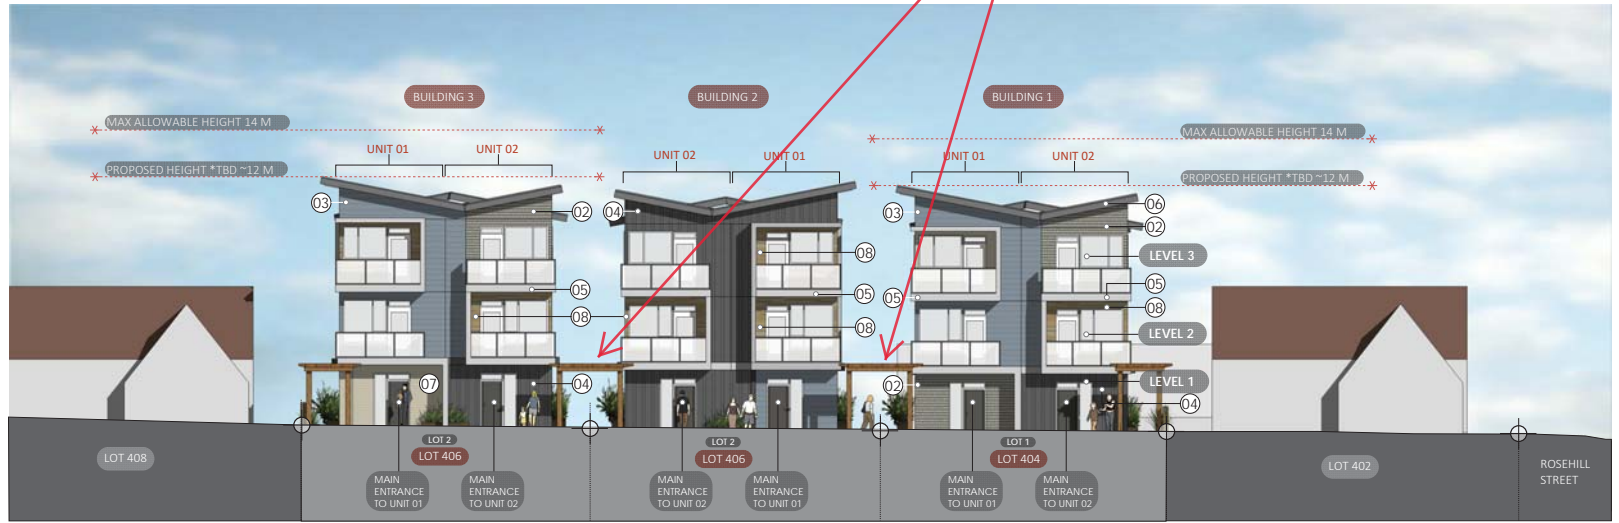 BUILDING 3
BUILDING 2
BUILDING 1
MAX ALLOWABLE HEIGHT 14 M
MAX ALLOWABLE HEIGHT 14 M
UNIT 01
UNIT 02
UNIT 02
UNIT 01
UNIT 01
UNIT 02
PROPOSED HEIGHT *TBD ~12 M
PROPOSED HEIGHT *TBD ~12 M
03
02
04
03
06
02
08
LEVEL 3
05
05
05
05
08
08
08
LEVEL 2
07
04
02
LEVEL 1
04
LOT 2
LOT 406
LOT 2
LOT 406
LOT 1
LOT 404
LOT 408
LOT 402
ROSEHILL
STREET
MAIN
ENTRANCE
TO UNIT 01
MAIN
ENTRANCE
TO UNIT 02
MAIN
ENTRANCE
TO UNIT 02
MAIN
ENTRANCE
TO UNIT 01
MAIN
ENTRANCE
TO UNIT 01
MAIN
ENTRANCE
TO UNIT 02